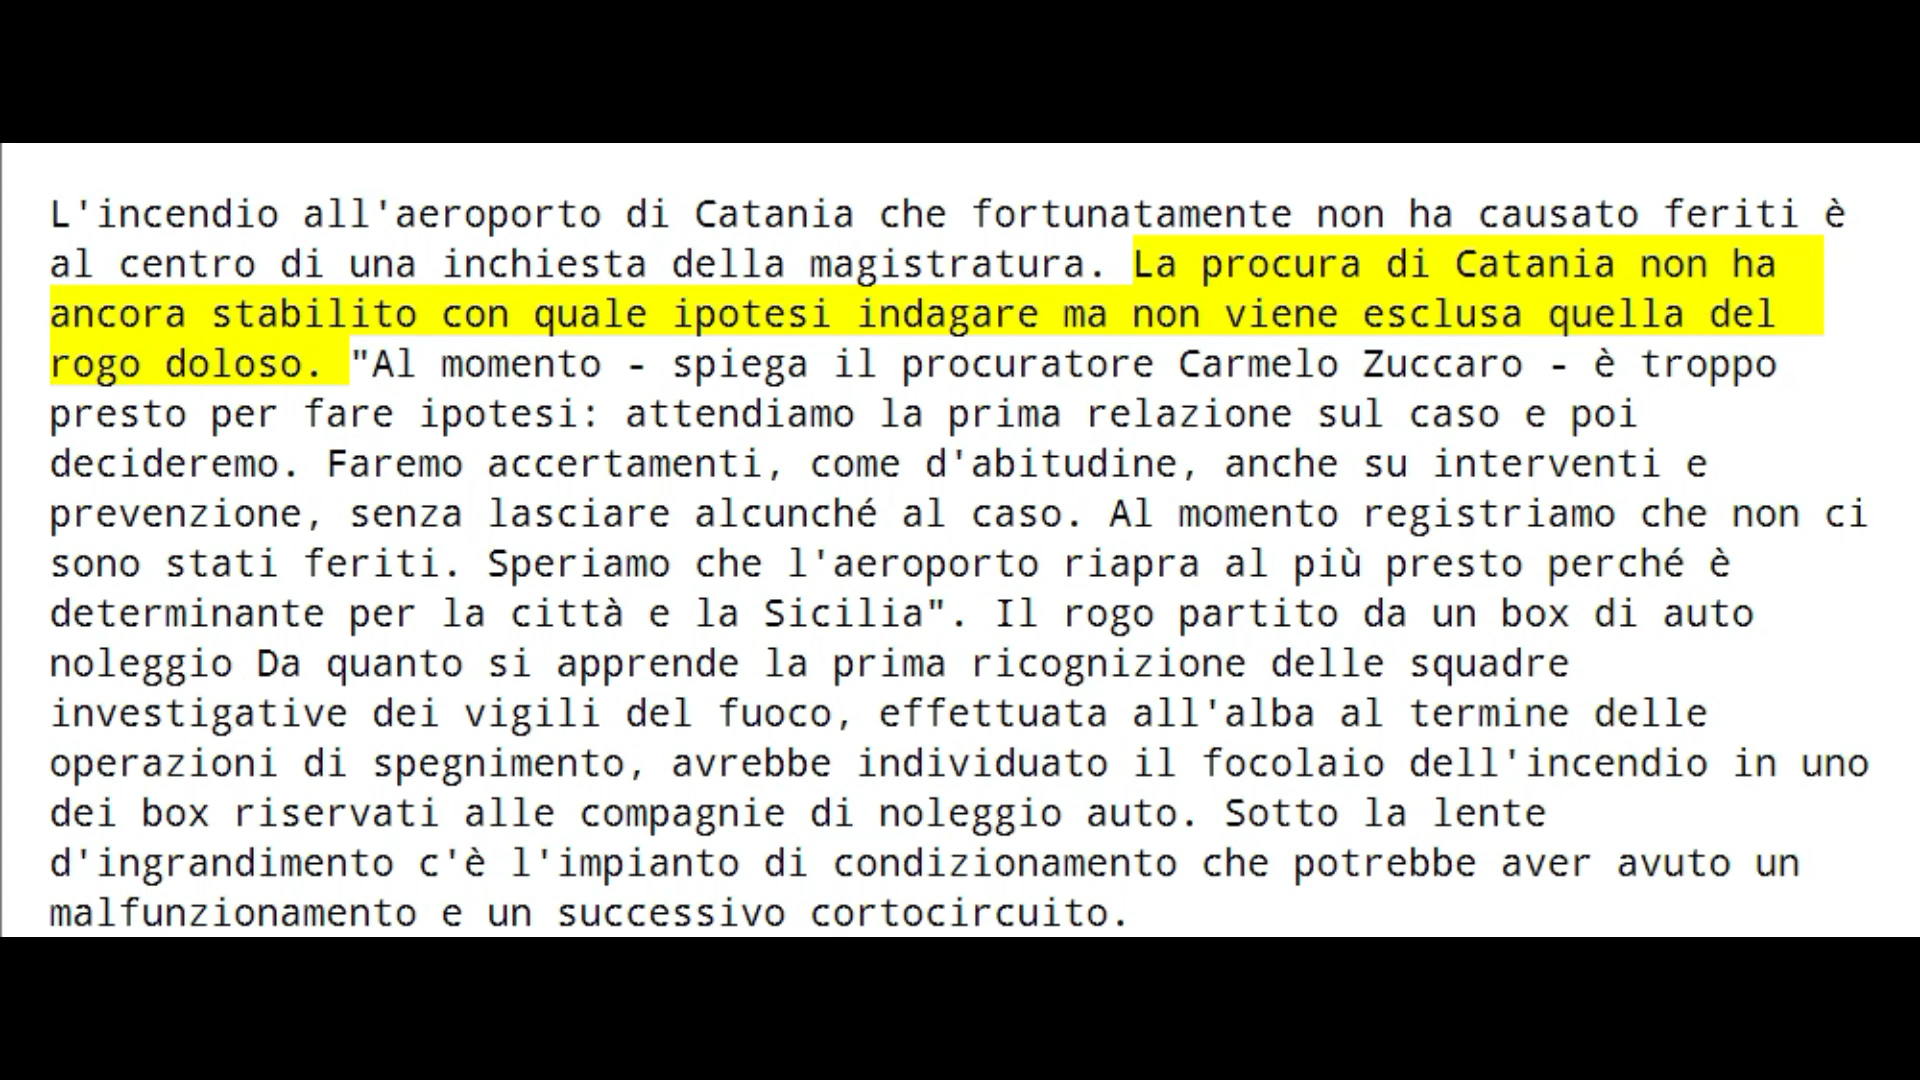 L'incendio all'aeroporto di Catania che fortunatamente non ha causato feriti è
al centro di una inchiesta della magistratura. La procura di Catania non ha
ancora stabilito con quale ipotesi indagare ma non viene esclusa quella del
rogo doloso. "Al momento - spiega il procuratore Carmelo Zuccaro - è troppo
presto per fare ipotesi: attendiamo la prima relazione sul caso e poi
decideremo. Faremo accertamenti, come d'abitudine, anche su interventi e
prevenzione, senza lasciare alcunché al caso. Al momento registriamo che non ci
sono stati feriti. Speriamo che l'aeroporto riapra al più presto perché è
determinante per la città e la Sicilia". Il rogo partito da un box di auto
noleggio Da quanto si apprende la prima ricognizione delle squadre
investigative dei vigili del fuoco, effettuata all'alba al termine delle
operazioni di spegnimento, avrebbe individuato il focolaio dell'incendio in uno
dei box riservati alle compagnie di noleggio auto. Sotto la lente
d'ingrandimento c'è l'impianto di condizionamento che potrebbe aver avuto un
malfunzionamento e un successivo cortocircuito.